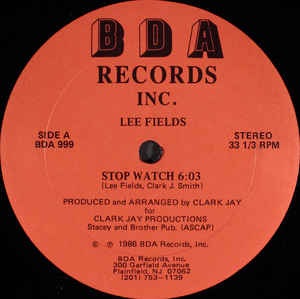 BDA
RECORDS
INC.
LEE FIELDS
SIDE A
BDA 999
STEREO
33 1/3 RPM
STOP WATCH 6:03
(Lee Fields, Clark J. Smith)
PRODUCED and ARRANGED by CLARK JAY
for
CLARK JAY PRODUCTIONS
Stacey and Brother Pub. (ASCAP)
© ℗ 1986 BDA Records, Inc.
BDA Records, Inc.
300 Garfield Avenue
Plainfield, NJ 07062
(201) 753-1139